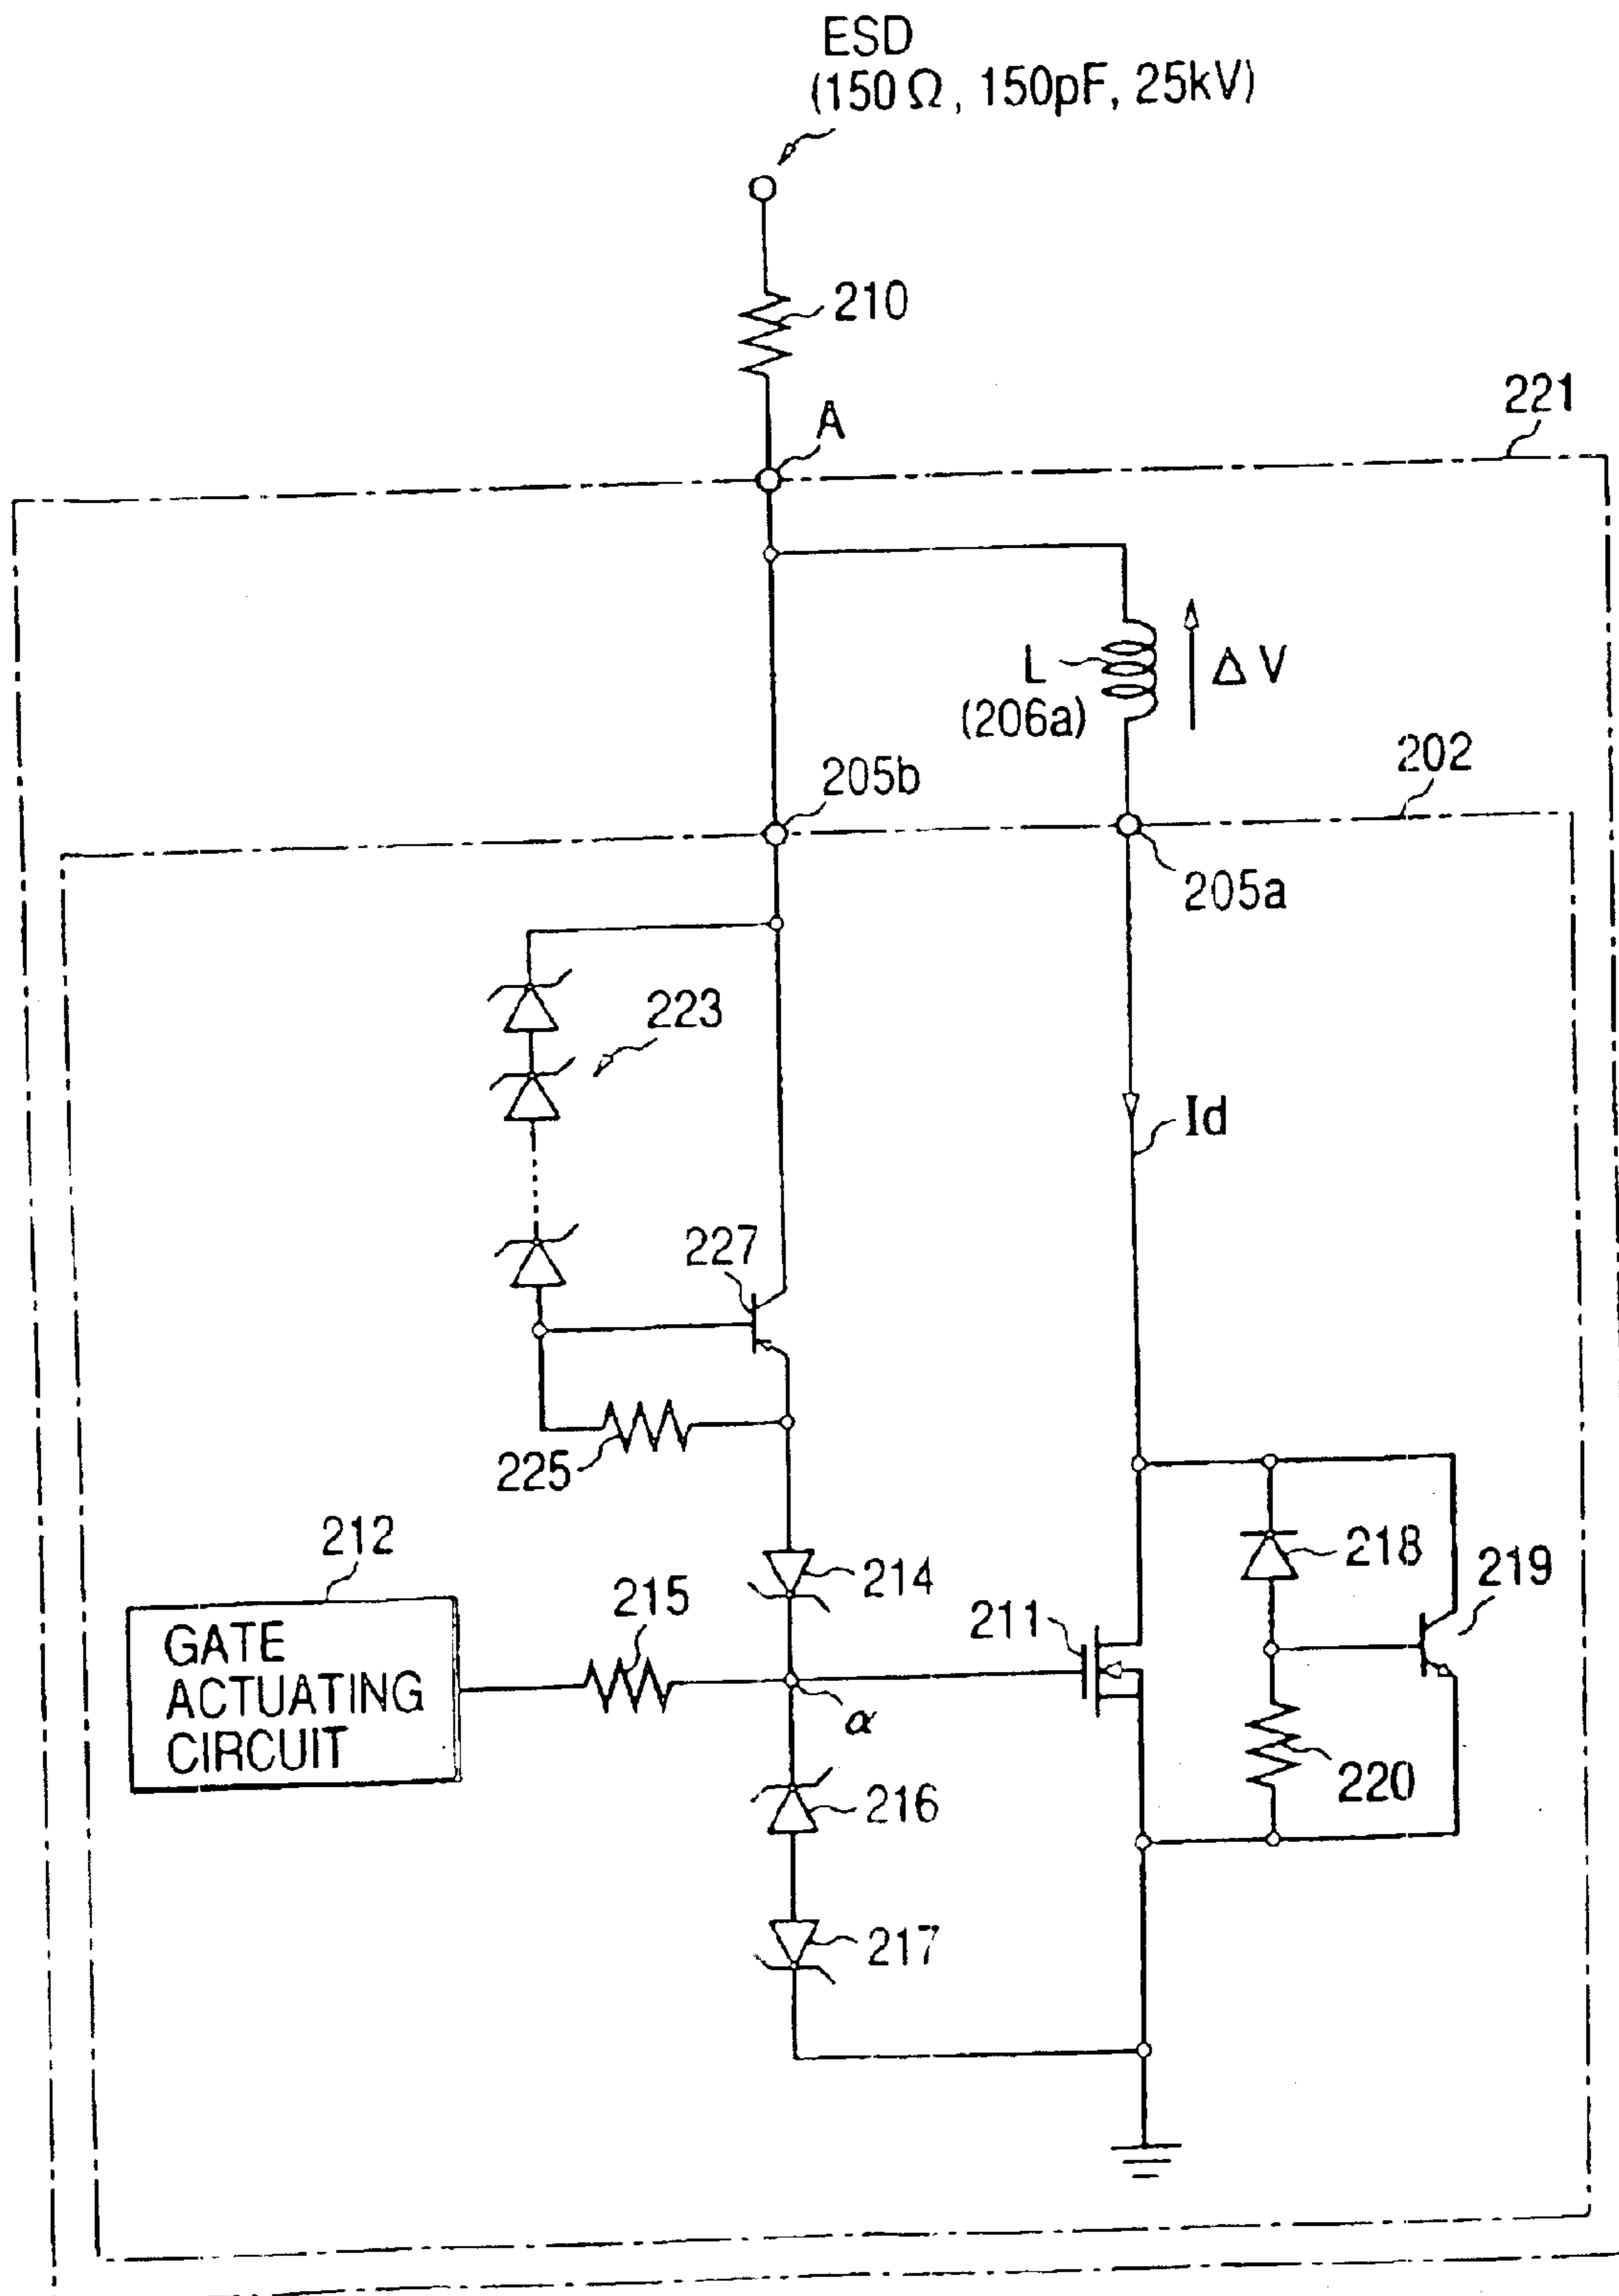 ESD
(150Ω, 150pF, 25kV)
210
A
221
L
(206a)
ΔV
205b
202
205a
223
Id
227
225
212
GATE
ACTUATING
CIRCUIT
215
214
211
218
219
α
216
220
217